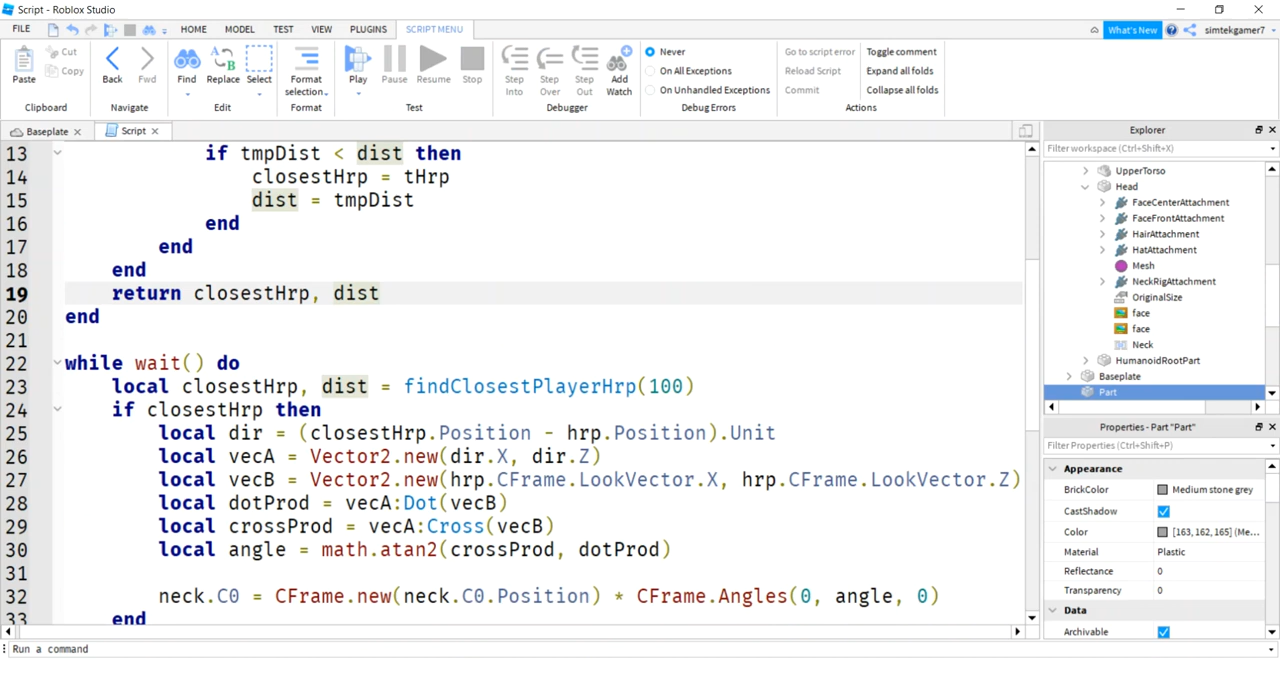 Script - Roblox Studio
FILE HOME MODEL TEST VIEW PLUGINS SCRIPT MENU What's New simtekgamer7
Cut Never Go to script error Toggle comment
Copy On All Exceptions Reload Script Expand all folds
Paste Back Fwd Find Replace Select Format selection Play Pause Resume Stop Step Into Step Over Step Out Add Watch On Unhandled Exceptions Commit Collapse all folds
Clipboard Navigate Edit Format Test Debugger Debug Errors Actions
Baseplate Script
13 if tmpDist < dist then
14 closestHrp = tHrp
15 dist = tmpDist
16 end
17 end
18 end
19 return closestHrp, dist
20 end
21
22 while wait() do
23 local closestHrp, dist = findClosestPlayerHrp(100)
24 if closestHrp then
25 local dir = (closestHrp.Position - hrp.Position).Unit
26 local vecA = Vector2.new(dir.X, dir.Z)
27 local vecB = Vector2.new(hrp.CFrame.LookVector.X, hrp.CFrame.LookVector.Z)
28 local dotProd = vecA:Dot(vecB)
29 local crossProd = vecA:Cross(vecB)
30 local angle = math.atan2(crossProd, dotProd)
31
32 neck.C0 = CFrame.new(neck.C0.Position) * CFrame.Angles(0, angle, 0)
33 end
Explorer
Filter workspace (Ctrl+Shift+X)
UpperTorso
Head
FaceCenterAttachment
FaceFrontAttachment
HairAttachment
HatAttachment
Mesh
NeckRigAttachment
OriginalSize
face
face
Neck
HumanoidRootPart
Baseplate
Part
Properties - Part "Part"
Filter Properties (Ctrl+Shift+P)
Appearance
BrickColor Medium stone grey
CastShadow
Color [163, 162, 165] (Me...
Material Plastic
Reflectance 0
Transparency 0
Data
Archivable
Run a command